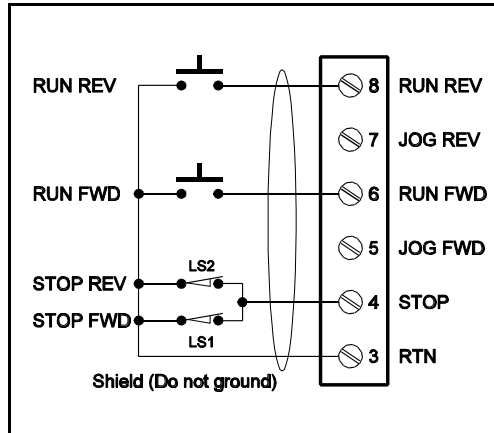 RUN REV 8 RUN REV
7 JOG REV
RUN FWD 6 RUN FWD
5 JOG FWD
LS2
STOP REV
4 STOP
STOP FWD
LS1
3 RTN
Shield (Do not ground)